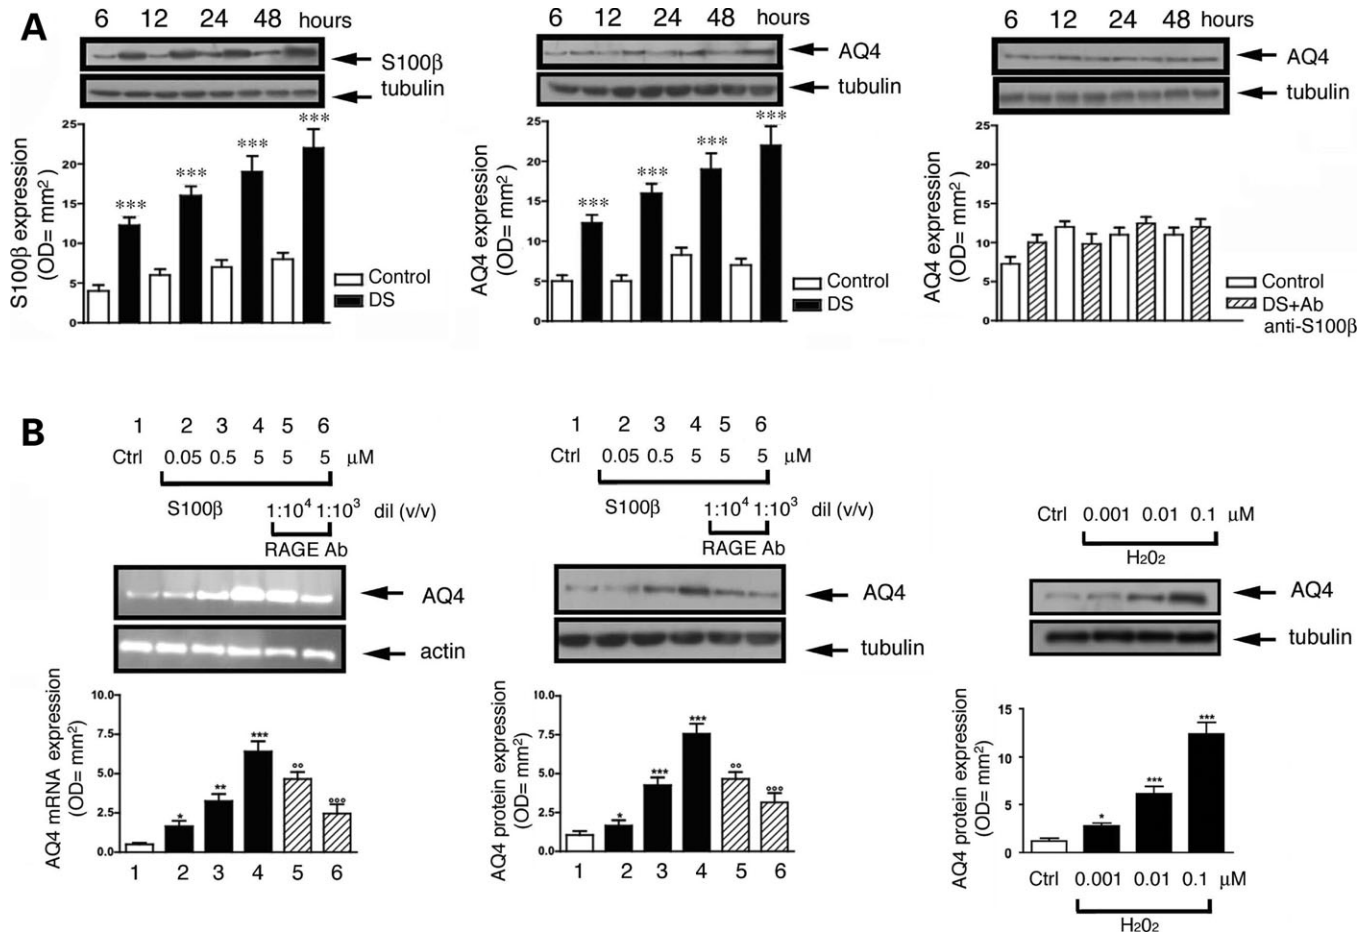 A
6 12 24 48 hours
S100β
tubulin
S100β expression
(OD= mm²)
25
20
15
10
5
0
***
***
***
***
Control
DS
6 12 24 48 hours
AQ4
tubulin
AQ4 expression
(OD= mm²)
25
20
15
10
5
0
***
***
***
***
Control
DS
6 12 24 48 hours
AQ4
tubulin
AQ4 expression
(OD= mm²)
25
20
15
10
5
0
Control
DS+Ab
anti-S100β
B
1 2 3 4 5 6
Ctrl 0.05 0.5 5 5 5 μM
S100β 1:10⁴ 1:10³ dil (v/v)
RAGE Ab
AQ4
actin
AQ4 mRNA expression
(OD= mm²)
10.0
7.5
5.0
2.5
0.0
*
**
***
°°
°°°
1 2 3 4 5 6
1 2 3 4 5 6
Ctrl 0.05 0.5 5 5 5 μM
S100β 1:10⁴ 1:10³ dil (v/v)
RAGE Ab
AQ4
tubulin
AQ4 protein expression
(OD= mm²)
10.0
7.5
5.0
2.5
0.0
*
***
***
°°
°°°
1 2 3 4 5 6
Ctrl 0.001 0.01 0.1 μM
H₂0₂
AQ4
tubulin
AQ4 protein expression
(OD= mm²)
15
10
5
0
*
***
***
Ctrl 0.001 0.01 0.1 μM
H₂0₂